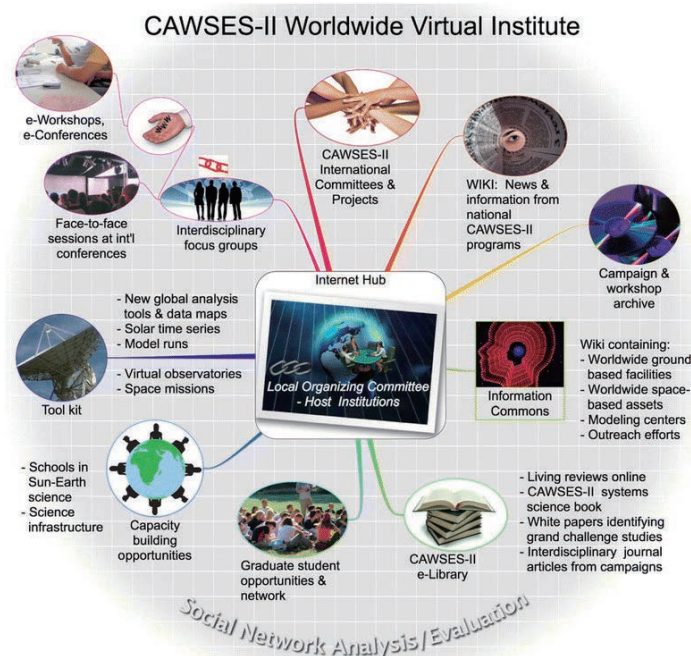 CAWSES-II Worldwide Virtual Institute
e-Workshops,
e-Conferences
www
Face-to-face
sessions at int'l
conferences
Interdisciplinary
focus groups
CAWSES-II
International
Committees &
Projects
WIKI: News &
information from
national
CAWSES-II
programs
Campaign &
workshop
archive
Internet Hub
Local Organizing Committee
- Host Institutions
- New global analysis
tools & data maps
- Solar time series
- Model runs
- Virtual observatories
- Space missions
Tool kit
Information
Commons
Wiki containing:
- Worldwide ground
based facilities
- Worldwide space-
based assets
- Modeling centers
- Outreach efforts
- Schools in
Sun-Earth
science
- Science
infrastructure
Capacity
building
opportunities
Graduate student
opportunities &
network
CAWSES-II
e-Library
- Living reviews online
- CAWSES-II systems
science book
- White papers identifying
grand challenge studies
- Interdisciplinary journal
articles from campaigns
Social Network Analysis/Evaluation